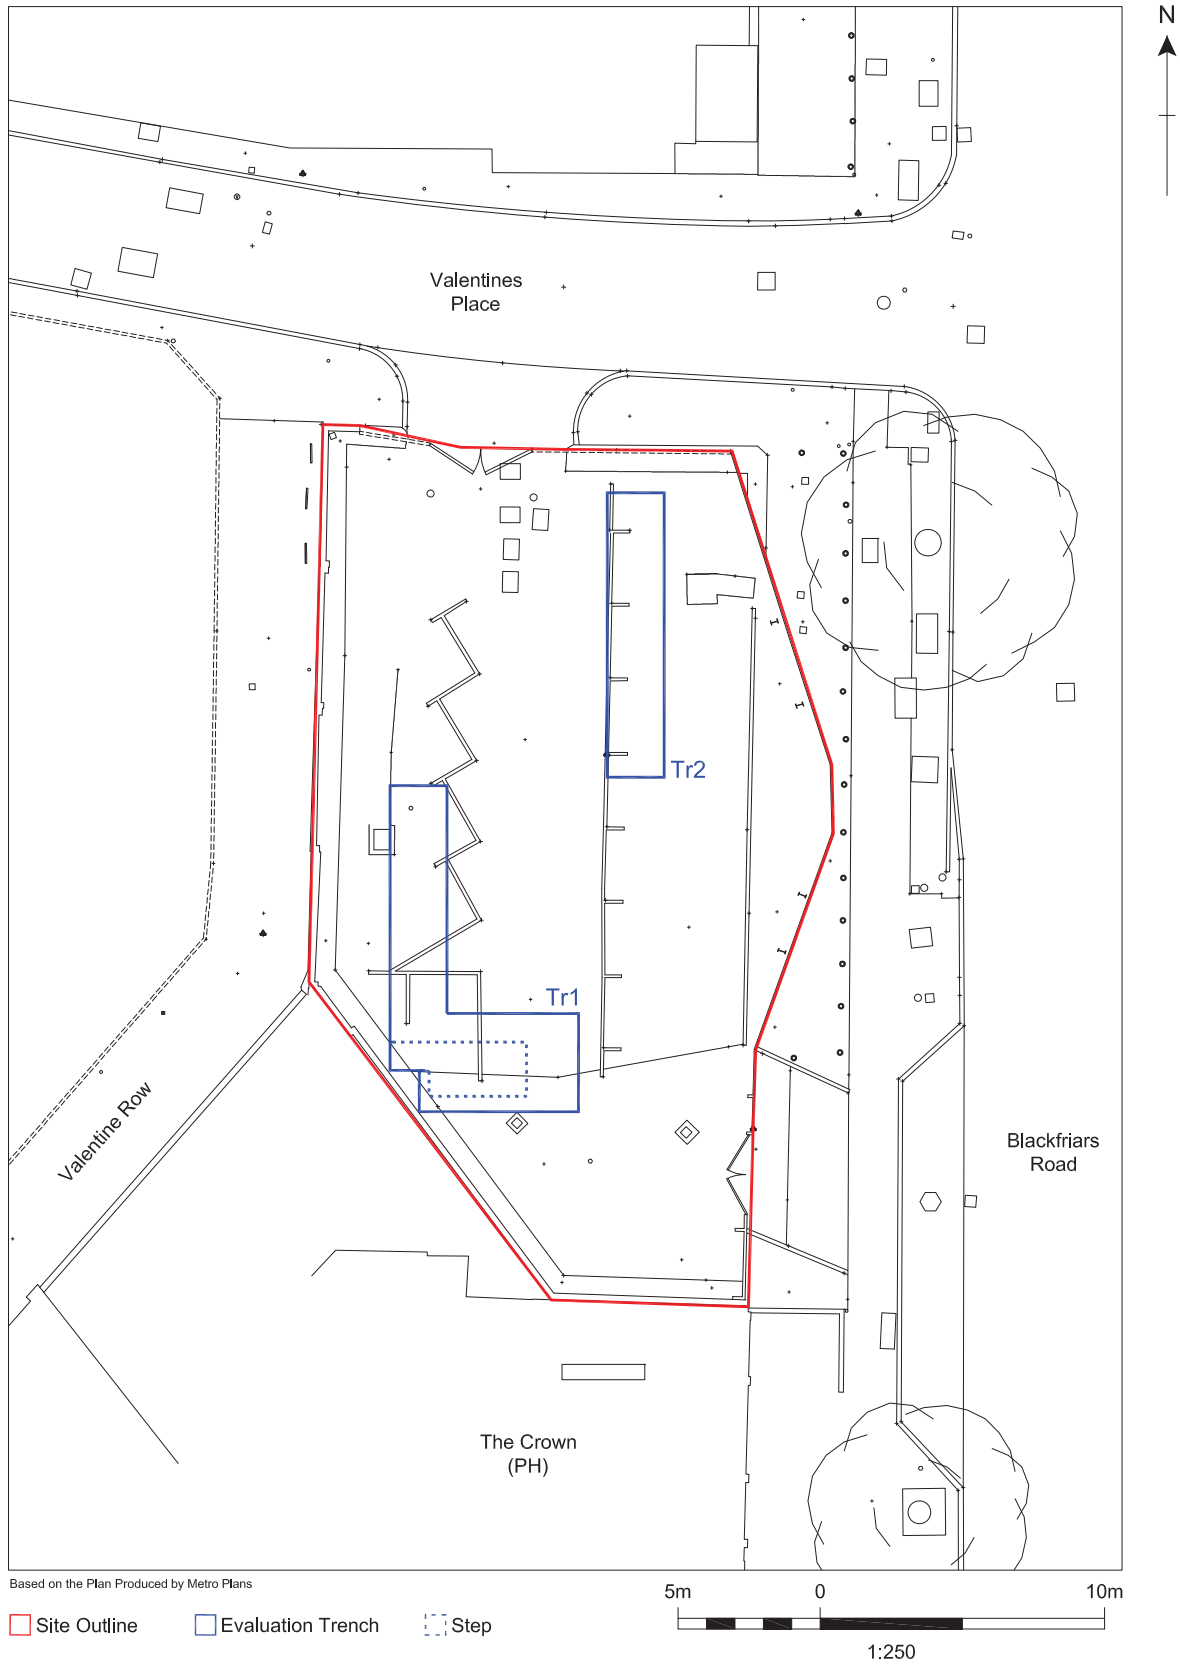 N
Valentines
Place
Tr2
Tr1
Valentine Row
Blackfriars
Road
The Crown
(PH)
Based on the Plan Produced by Metro Plans
5m 0 10m
Site Outline Evaluation Trench Step
1:250